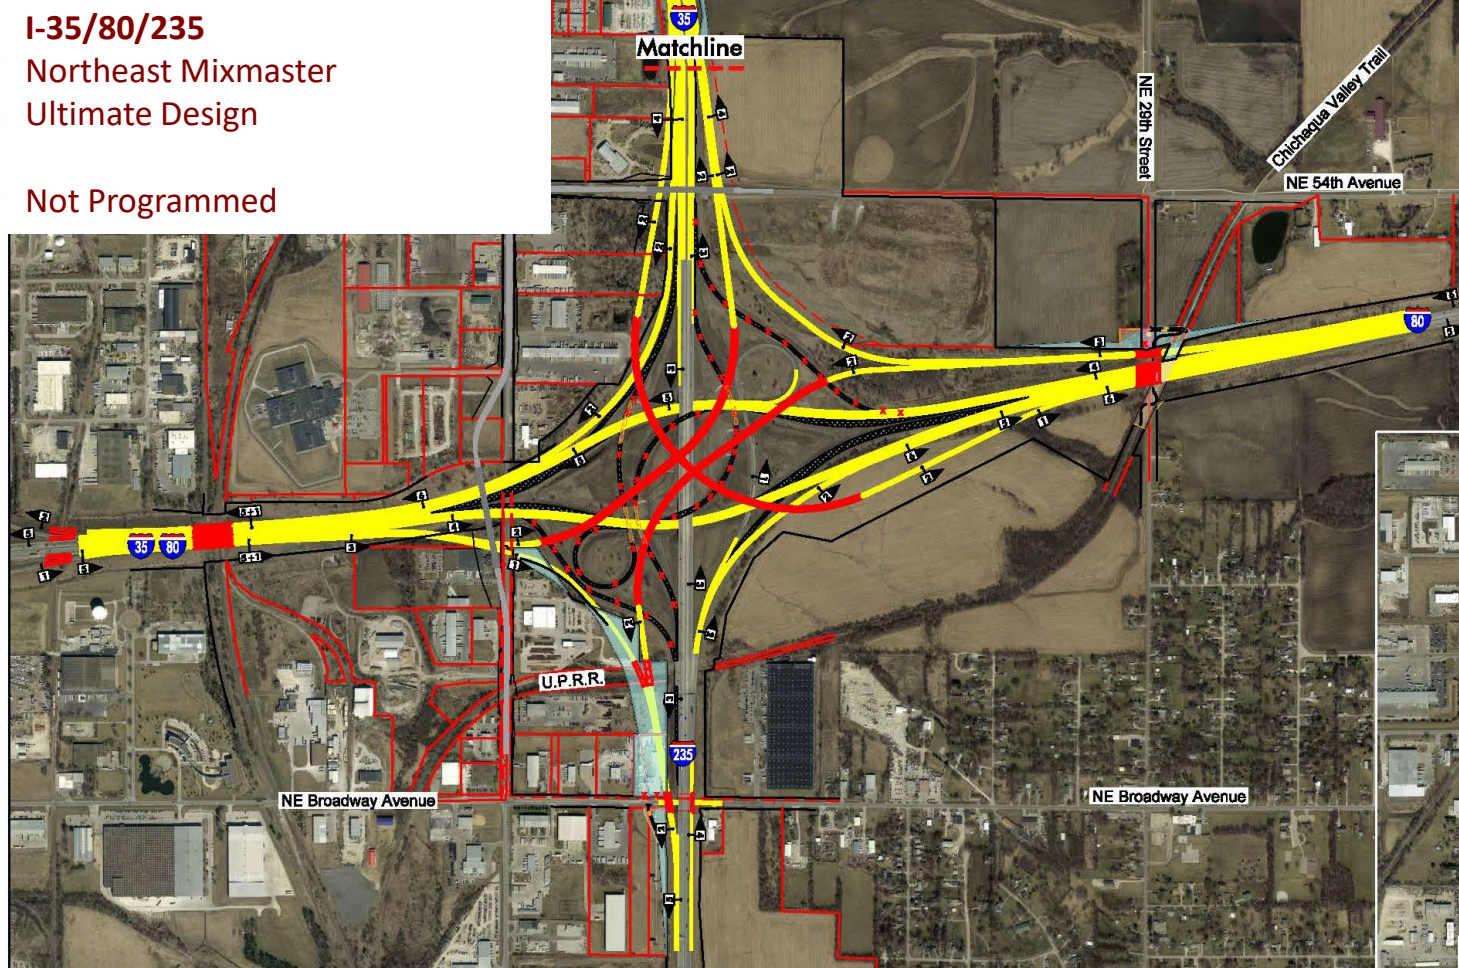 I-35/80/235
Northeast Mixmaster
Ultimate Design
Not Programmed
35
Matchline
NE 29th Street
Chichaqua Valley Trail
NE 54th Avenue
80
35
80
U.P.R.R.
235
NE Broadway Avenue
NE Broadway Avenue